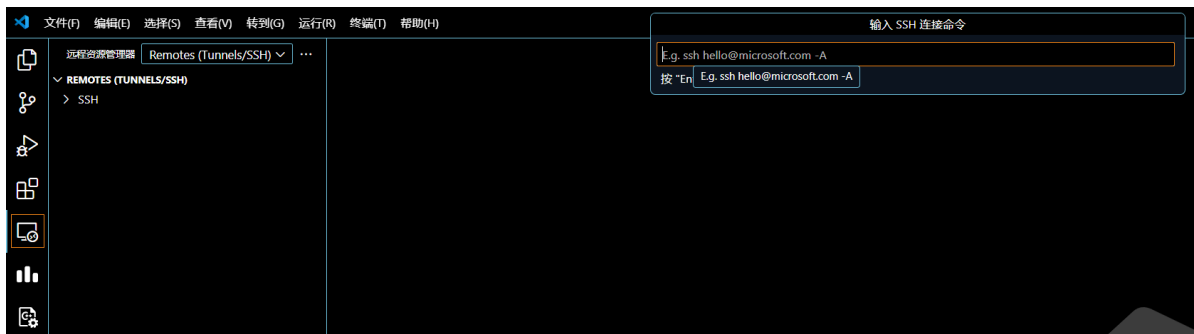 文件(F) 编辑(E) 选择(S) 查看(V) 转到(G) 运行(R) 终端(T) 帮助(H)
输入 SSH 连接命令
远程资源管理器 Remotes (Tunnels/SSH) ···
E.g. ssh hello@microsoft.com -A
REMOTES (TUNNELS/SSH)
按 "En
E.g. ssh hello@microsoft.com -A
SSH